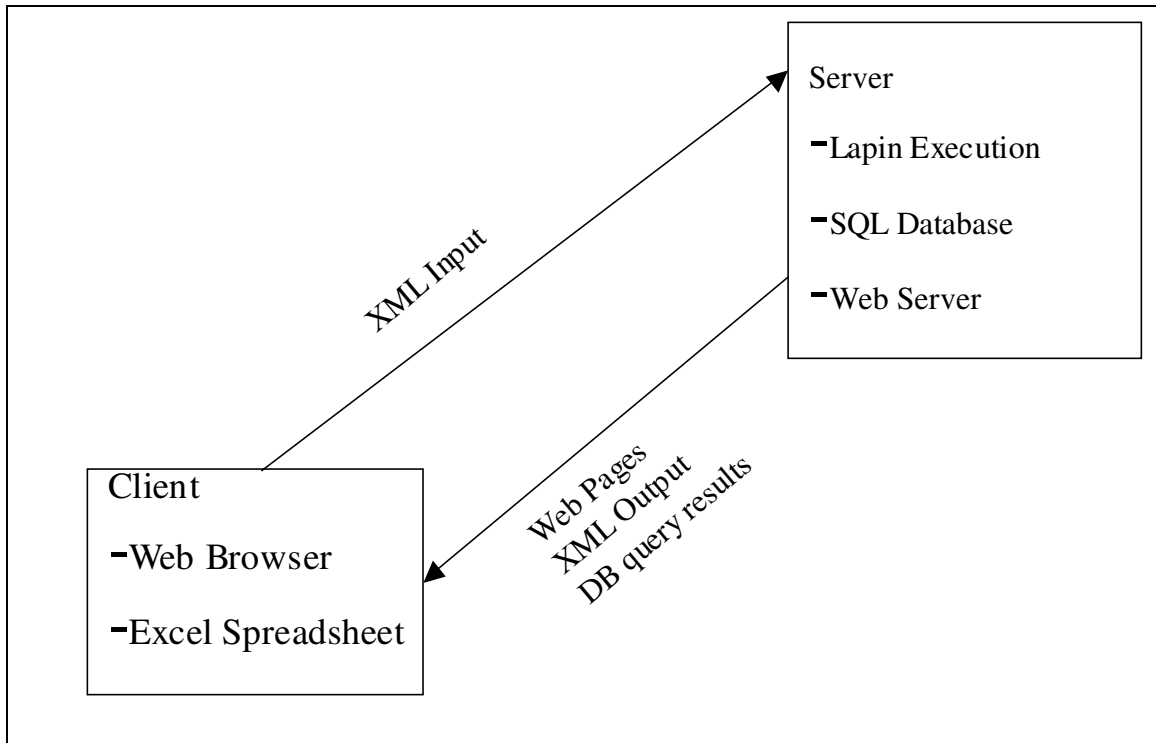 Server
-Lapin Execution
-SQL Database
-Web Server
XML Input
Web Pages
XML Output
DB query results
Client
-Web Browser
-Excel Spreadsheet